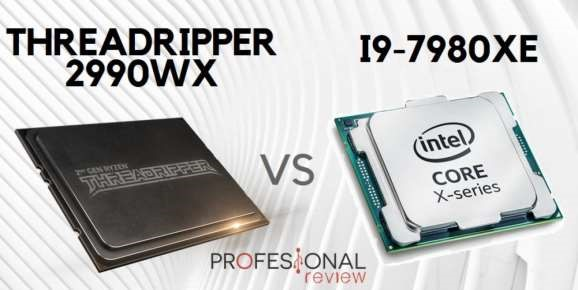 THREADRIPPER
2990WX
I9-7980XE
2nd GEN RYZEN
THREADRIPPER
VS
intel
CORE
X-series
PROFESIONAL
review